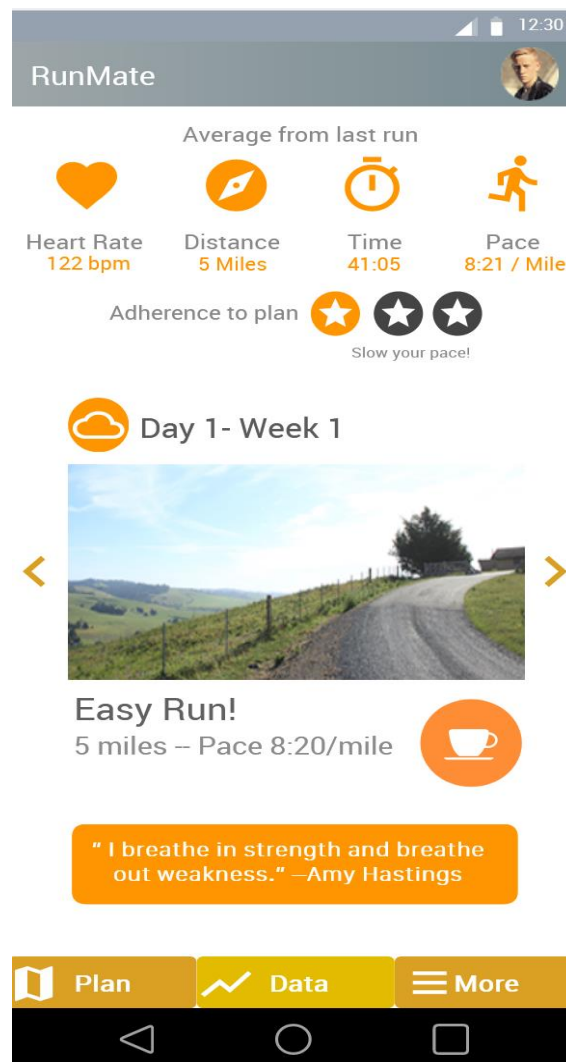 12:30
RunMate
Average from last run
Heart Rate
122 bpm
Distance
5 Miles
Time
41:05
Pace
8:21 / Mile
Adherence to plan
Slow your pace!
Day 1- Week 1
Easy Run!
5 miles -- Pace 8:20/mile
" I breathe in strength and breathe
out weakness." —Amy Hastings
Plan
Data
More